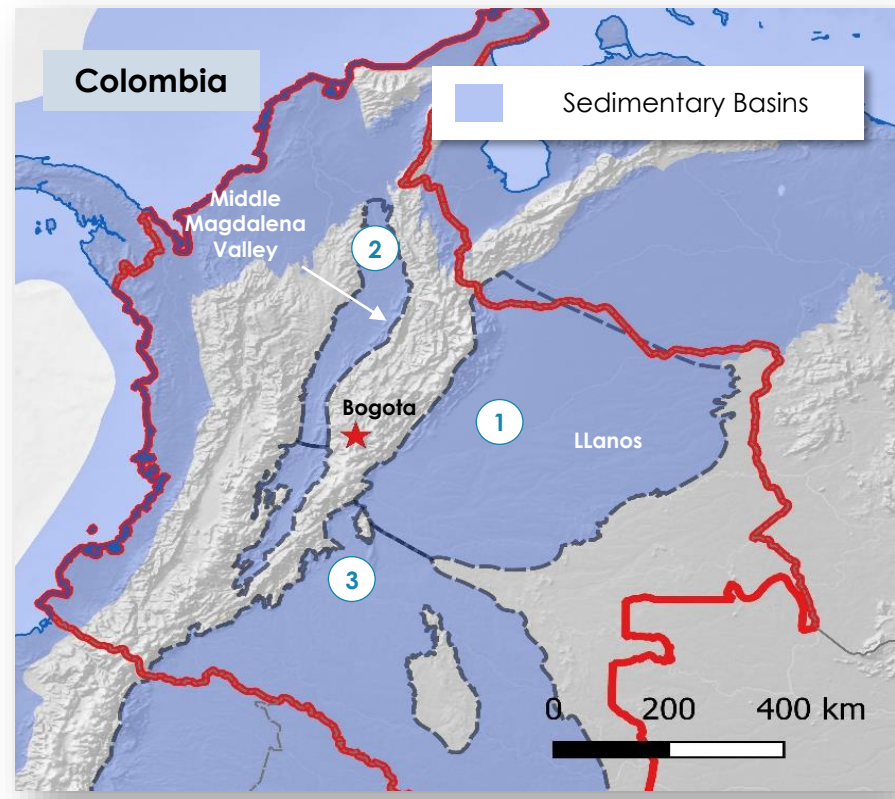 Colombia
Sedimentary Basins
Middle
Magdalena
Valley
2
Bogota
1
LLanos
3
0 200 400 km